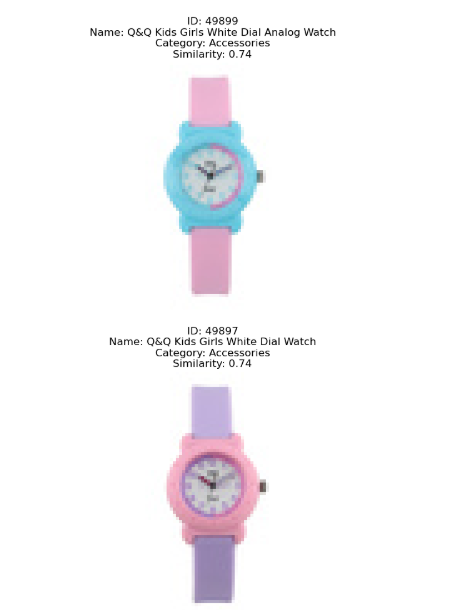 ID: 49899
Name: Q&Q Kids Girls White Dial Analog Watch
Category: Accessories
Similarity: 0.74
ID: 49897
Name: Q&Q Kids Girls White Dial Watch
Category: Accessories
Similarity: 0.74